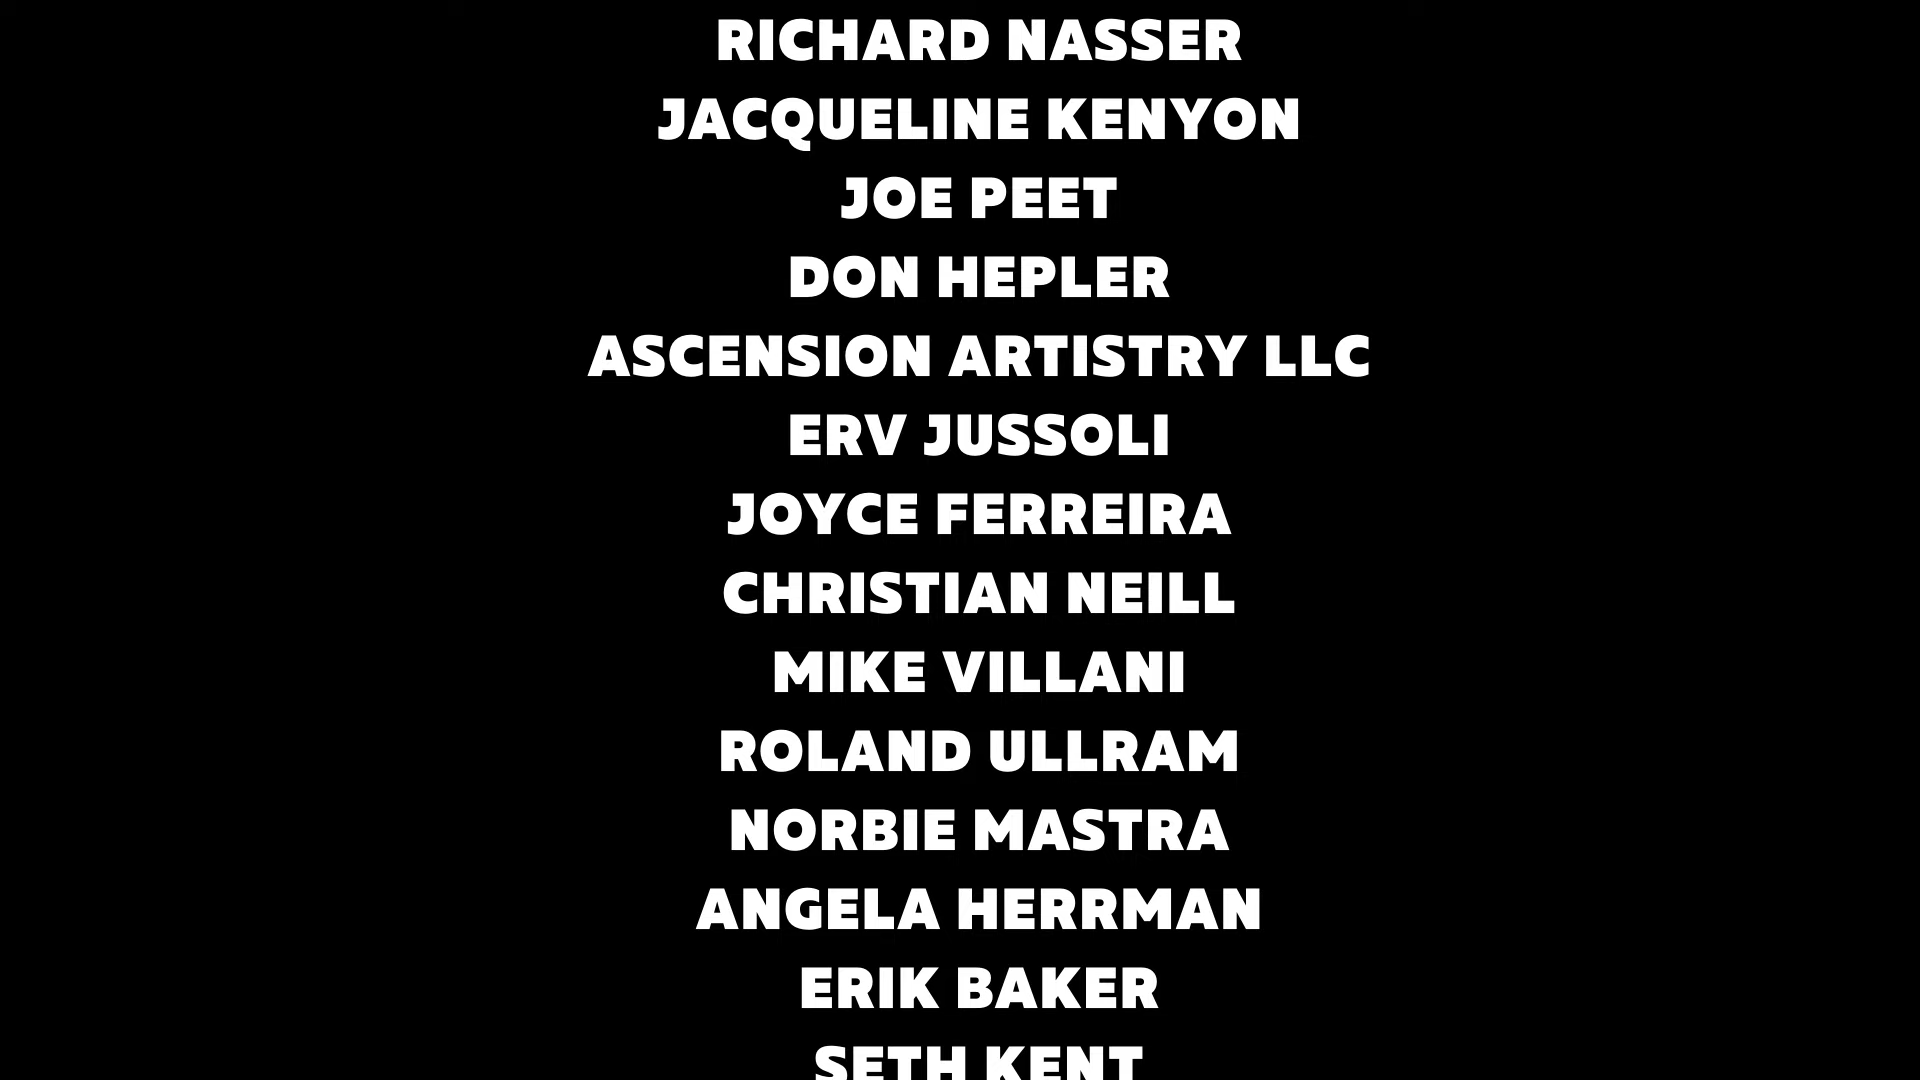 RICHARD NASSER
JACQUELINE KENYON
JOE PEET
DON HEPLER
ASCENSION ARTISTRY LLC
ERV JUSSOLI
JOYCE FERREIRA
CHRISTIAN NEILL
MIKE VILLANI
ROLAND ULLRAM
NORBIE MASTRA
ANGELA HERRMAN
ERIK BAKER
SETH KENT